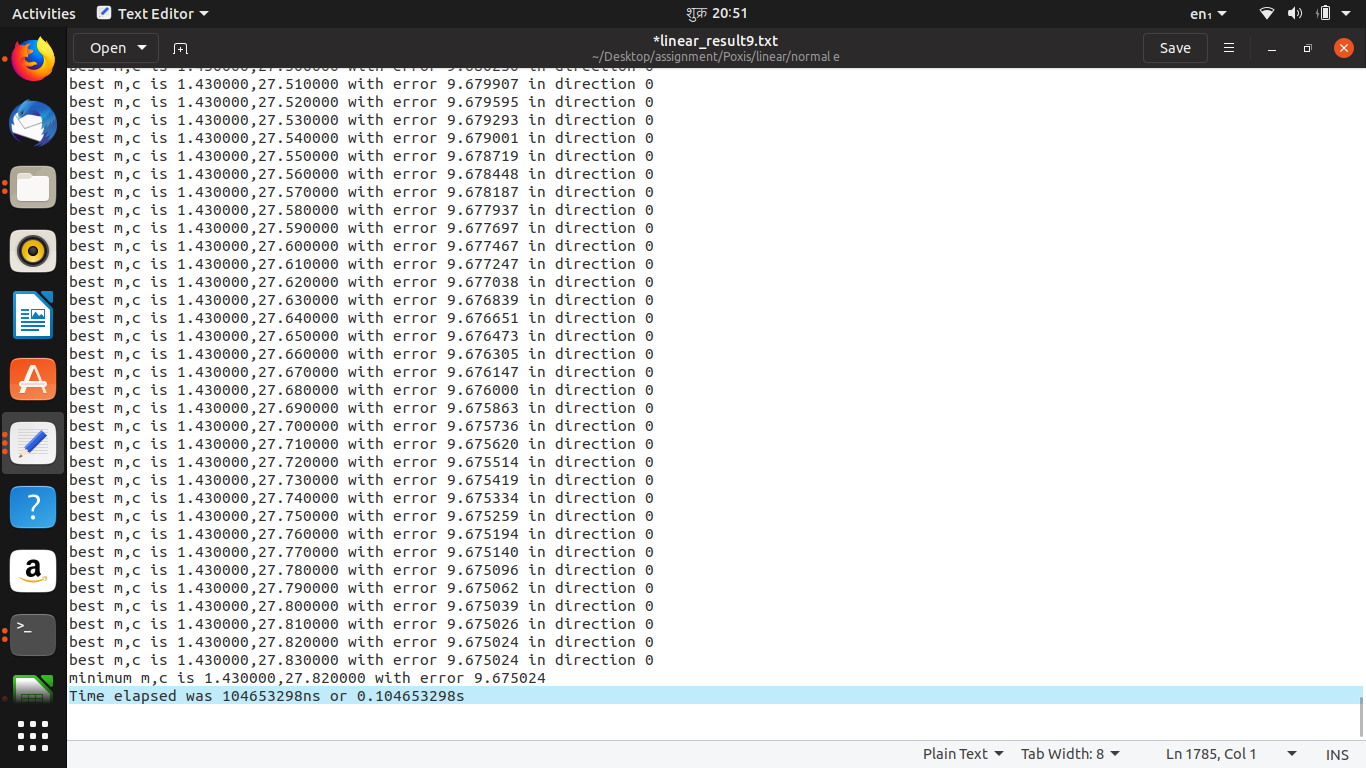 Activities Text Editor शुक्र 20:51 en₁
Open *linear_result9.txt Save
~/Desktop/assignment/Poxis/linear/normal e
best m,c is 1.430000,27.510000 with error 9.679907 in direction 0
best m,c is 1.430000,27.520000 with error 9.679595 in direction 0
best m,c is 1.430000,27.530000 with error 9.679293 in direction 0
best m,c is 1.430000,27.540000 with error 9.679001 in direction 0
best m,c is 1.430000,27.550000 with error 9.678719 in direction 0
best m,c is 1.430000,27.560000 with error 9.678448 in direction 0
best m,c is 1.430000,27.570000 with error 9.678187 in direction 0
best m,c is 1.430000,27.580000 with error 9.677937 in direction 0
best m,c is 1.430000,27.590000 with error 9.677697 in direction 0
best m,c is 1.430000,27.600000 with error 9.677467 in direction 0
best m,c is 1.430000,27.610000 with error 9.677247 in direction 0
best m,c is 1.430000,27.620000 with error 9.677038 in direction 0
best m,c is 1.430000,27.630000 with error 9.676839 in direction 0
best m,c is 1.430000,27.640000 with error 9.676651 in direction 0
best m,c is 1.430000,27.650000 with error 9.676473 in direction 0
best m,c is 1.430000,27.660000 with error 9.676305 in direction 0
best m,c is 1.430000,27.670000 with error 9.676147 in direction 0
best m,c is 1.430000,27.680000 with error 9.676000 in direction 0
best m,c is 1.430000,27.690000 with error 9.675863 in direction 0
best m,c is 1.430000,27.700000 with error 9.675736 in direction 0
best m,c is 1.430000,27.710000 with error 9.675620 in direction 0
best m,c is 1.430000,27.720000 with error 9.675514 in direction 0
best m,c is 1.430000,27.730000 with error 9.675419 in direction 0
best m,c is 1.430000,27.740000 with error 9.675334 in direction 0
best m,c is 1.430000,27.750000 with error 9.675259 in direction 0
best m,c is 1.430000,27.760000 with error 9.675194 in direction 0
best m,c is 1.430000,27.770000 with error 9.675140 in direction 0
best m,c is 1.430000,27.780000 with error 9.675096 in direction 0
best m,c is 1.430000,27.790000 with error 9.675062 in direction 0
best m,c is 1.430000,27.800000 with error 9.675039 in direction 0
best m,c is 1.430000,27.810000 with error 9.675026 in direction 0
best m,c is 1.430000,27.820000 with error 9.675024 in direction 0
best m,c is 1.430000,27.830000 with error 9.675024 in direction 0
minimum m,c is 1.430000,27.820000 with error 9.675024
Time elapsed was 104653298ns or 0.104653298s
Plain Text Tab Width: 8 Ln 1785, Col 1 INS